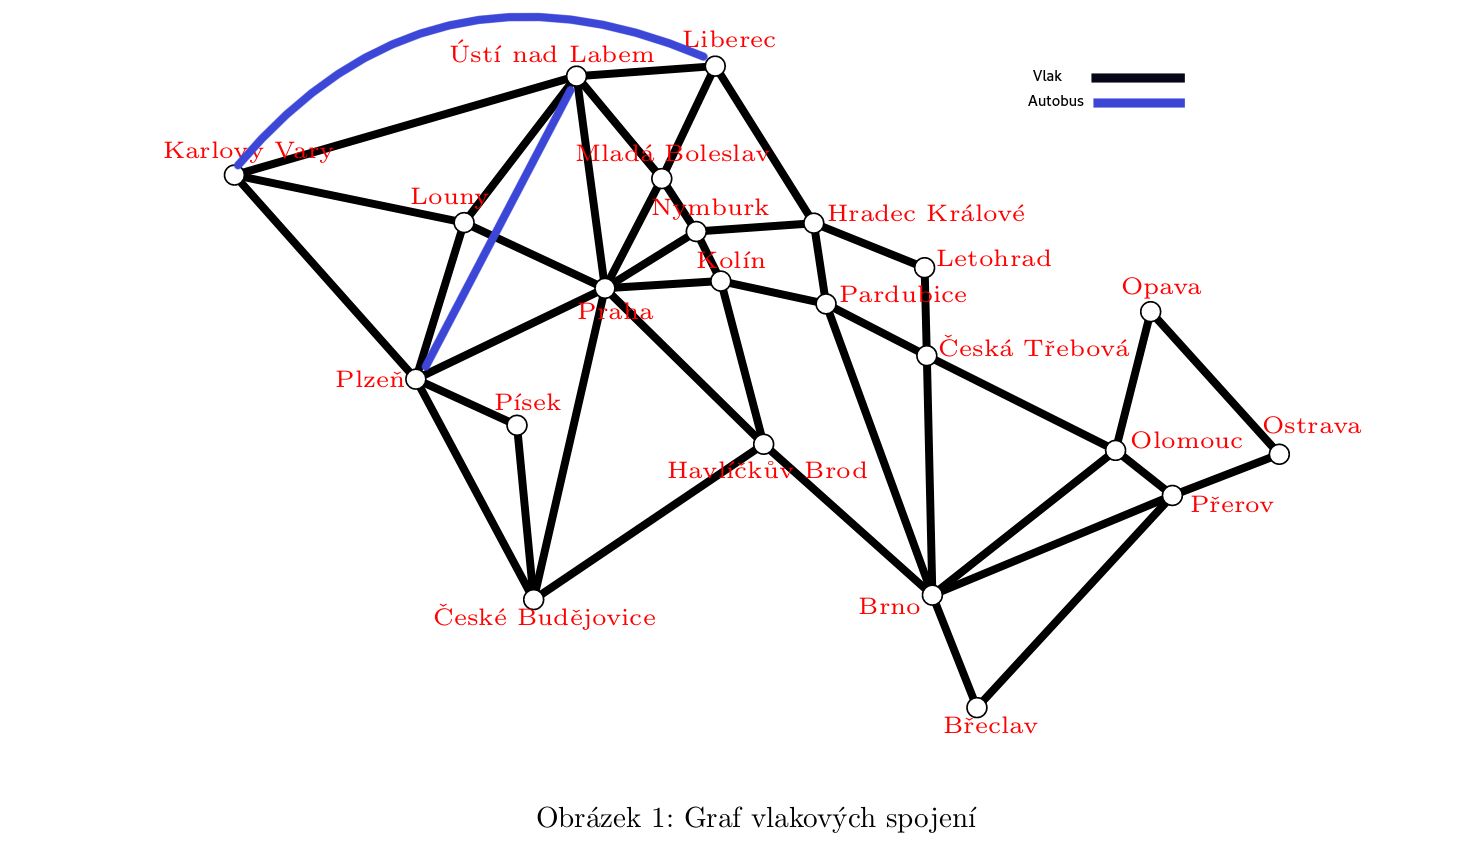 Liberec
Ústí nad Labem
Vlak
Autobus
Karlovy Vary
Mladá Boleslav
Louny
Nymburk
Hradec Králové
Kolín
Letohrad
Opava
Pardubice
Praha
Česká Třebová
Plzeň
Písek
Ostrava
Olomouc
Havlíčkův Brod
Přerov
Brno
České Budějovice
Břeclav
Obrázek 1: Graf vlakových spojení